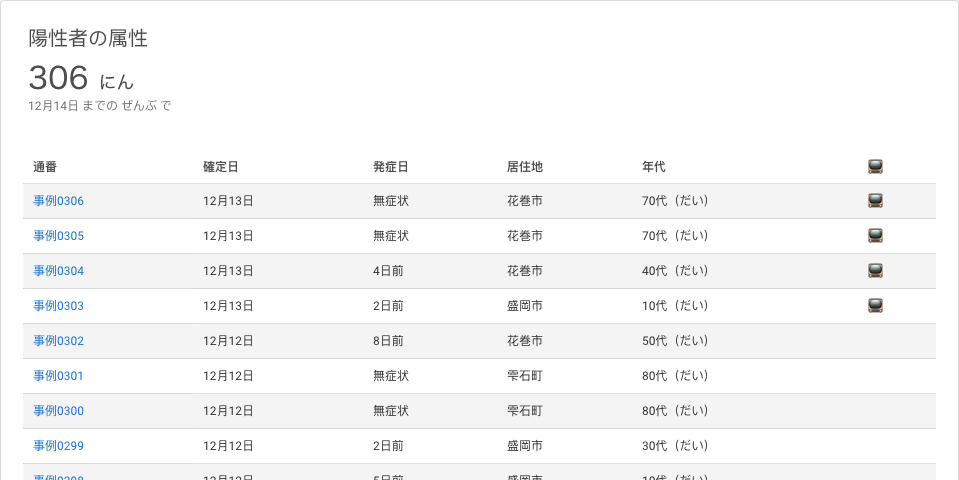 陽性者の属性
306 にん
12月14日 までの ぜんぶ で
通番 確定日 発症日 居住地 年代
事例0306 12月13日 無症状 花巻市 70代（だい）
事例0305 12月13日 無症状 花巻市 70代（だい）
事例0304 12月13日 4日前 花巻市 40代（だい）
事例0303 12月13日 2日前 盛岡市 10代（だい）
事例0302 12月12日 8日前 花巻市 50代（だい）
事例0301 12月12日 無症状 雫石町 80代（だい）
事例0300 12月12日 無症状 雫石町 80代（だい）
事例0299 12月12日 2日前 盛岡市 30代（だい）